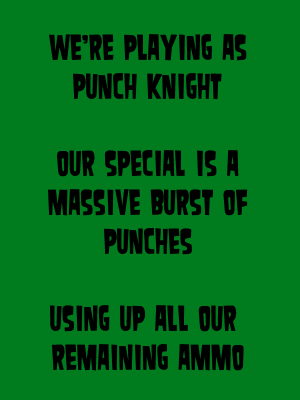 WE'RE PLAYING AS
PUNCH KNIGHT
OUR SPECIAL IS A
MASSIVE BURST OF
PUNCHES
USING UP ALL OUR
REMAINING AMMO